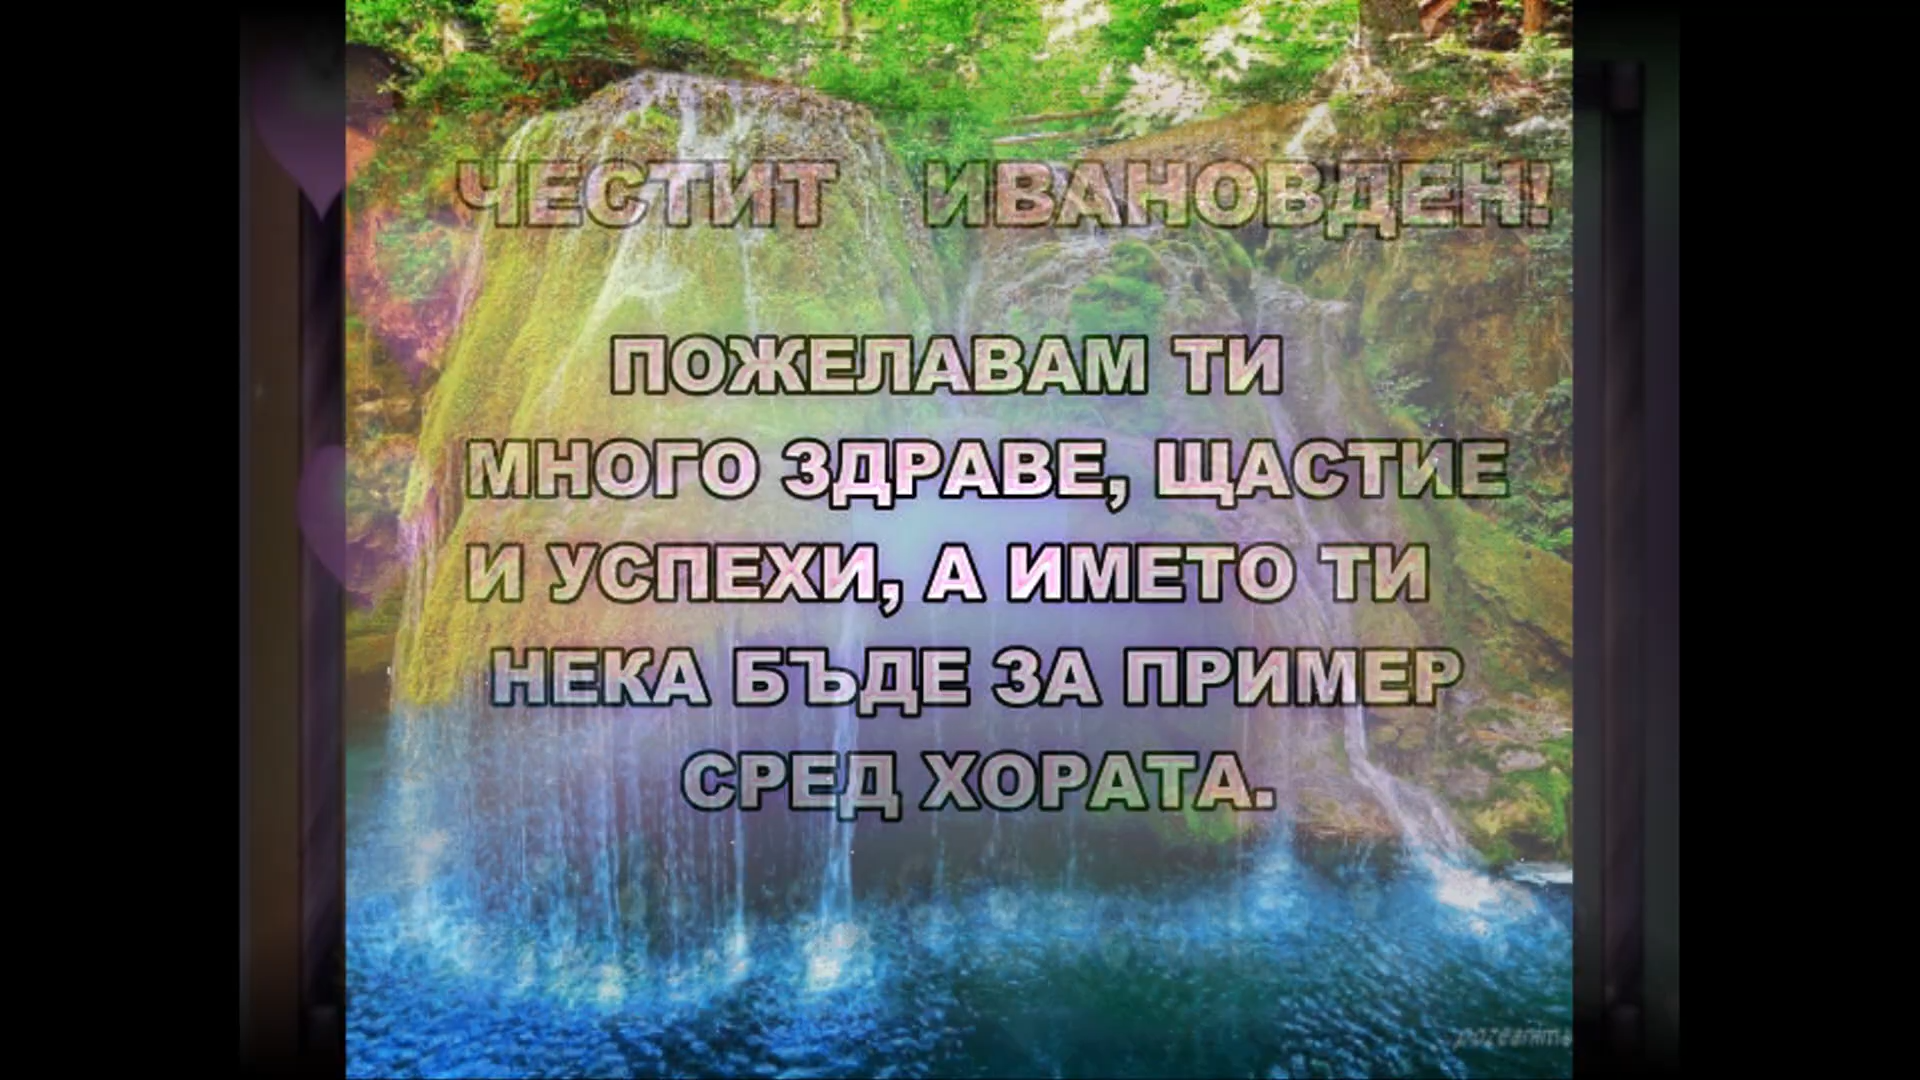 ЧЕСТИТ ИВАНОВДЕН!
ПОЖЕЛАВАМ ТИ
МНОГО ЗДРАВЕ, ЩАСТИЕ
И УСПЕХИ, А ИМЕТО ТИ
НЕКА БЪДЕ ЗА ПРИМЕР
СРЕД ХОРАТА.